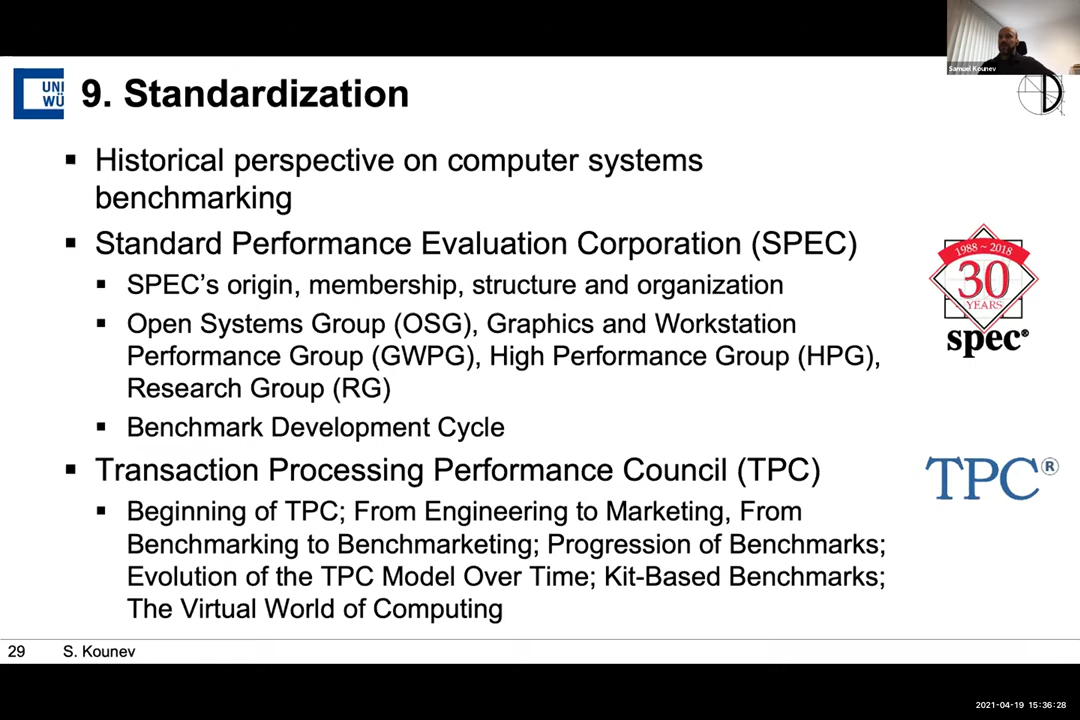 Samuel Kounev
UNI
WÜ
9. Standardization
D
▪ Historical perspective on computer systems
benchmarking
▪ Standard Performance Evaluation Corporation (SPEC)
▪ SPEC’s origin, membership, structure and organization
▪ Open Systems Group (OSG), Graphics and Workstation
Performance Group (GWPG), High Performance Group (HPG),
Research Group (RG)
▪ Benchmark Development Cycle
1988 ~ 2018
30
YEARS
spec®
▪ Transaction Processing Performance Council (TPC)
▪ Beginning of TPC; From Engineering to Marketing, From
Benchmarking to Benchmarketing; Progression of Benchmarks;
Evolution of the TPC Model Over Time; Kit-Based Benchmarks;
The Virtual World of Computing
TPC®
29 S. Kounev
2021-04-19 15:36:28